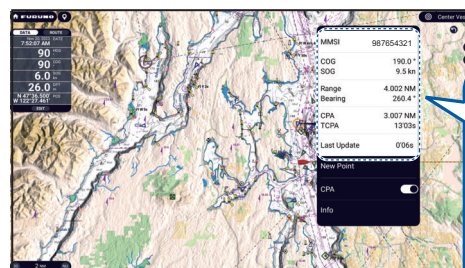 FURUNO
Center Ves
DATA ROUTE
7:52:07 AM
90
90
6.0
26.0
N 47°36.500'
W 122°27.461'
EDIT
MMSI 987654321
COG 190.0°
SOG 9.5 kn
Range 4.002 NM
Bearing 260.4°
CPA 3.007 NM
TCPA 13'03s
Last Update 0'06s
New Point
CPA
Info